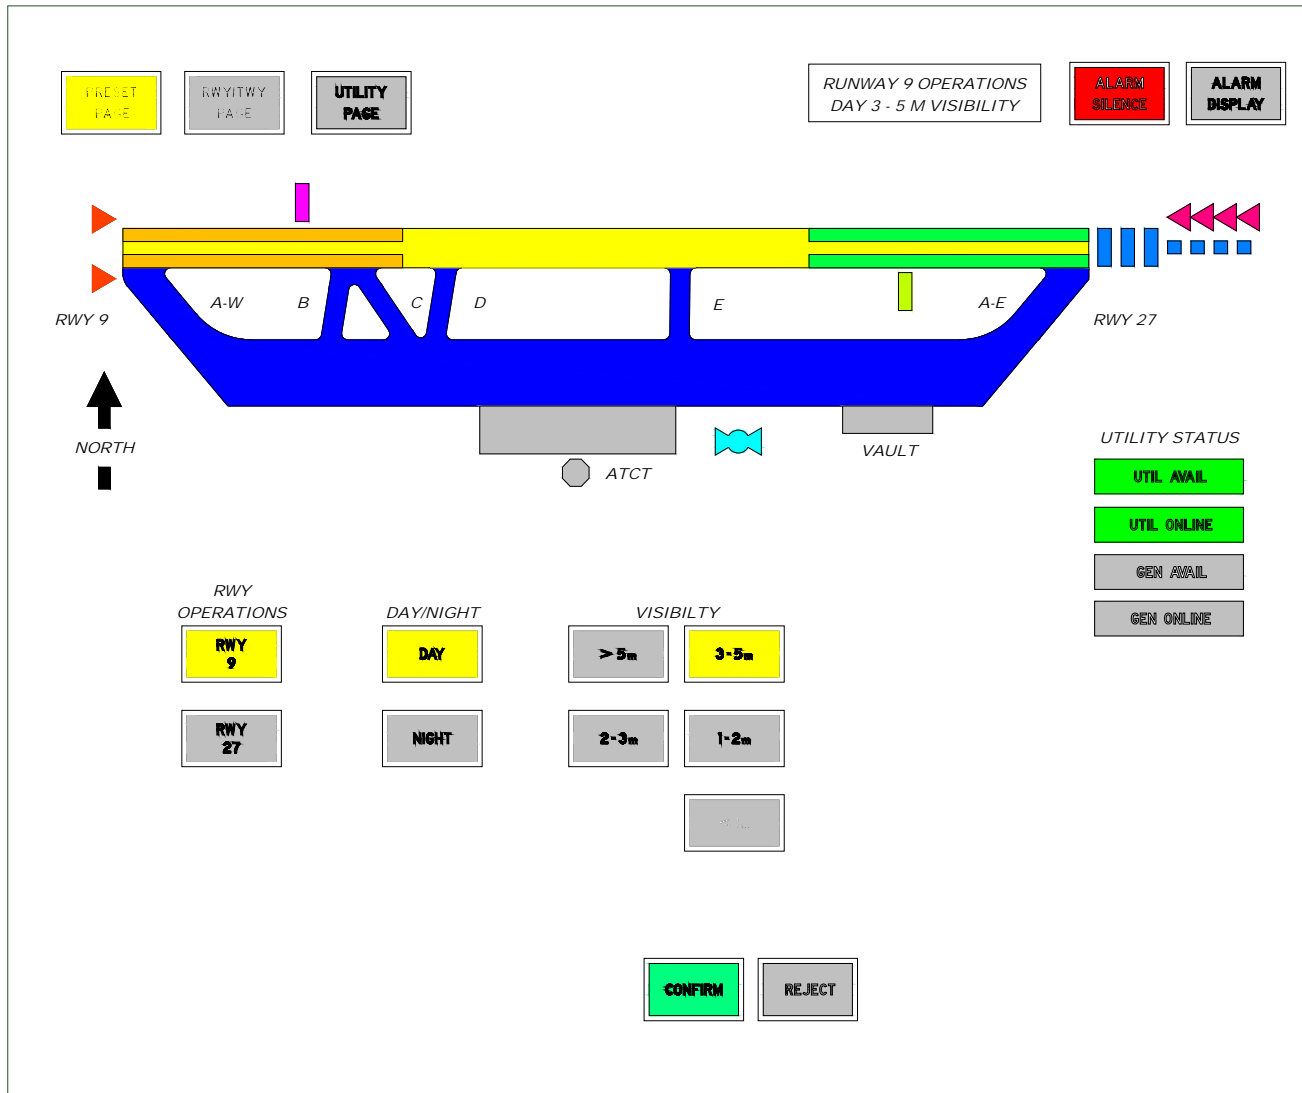 PRESET
PAGE
RWY/TWY
PAGE
UTILITY
PAGE
RUNWAY 9 OPERATIONS
DAY 3 - 5 M VISIBILITY
ALARM
SILENCE
ALARM
DISPLAY
A-W
B
C
D
E
A-E
RWY 9
RWY 27
NORTH
ATCT
VAULT
UTILITY STATUS
UTIL AVAIL
UTIL ONLINE
GEN AVAIL
GEN ONLINE
RWY
OPERATIONS
DAY/NIGHT
VISIBILTY
RWY
9
DAY
> 5m
3-5m
RWY
27
NIGHT
2-3m
1-2m
CONFIRM
REJECT